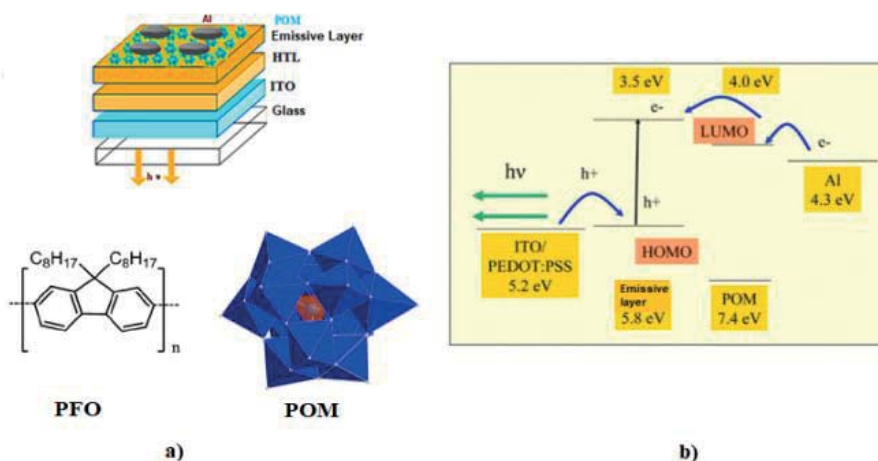 Al
POM
Emissive Layer
HTL
ITO
Glass
h ν
C8H17 C8H17
n
PFO
POM
a)
3.5 eV
4.0 eV
e-
LUMO
e-
hν
h+
Al
4.3 eV
h+
ITO/
PEDOT:PSS
5.2 eV
HOMO
Emissive
layer
5.8 eV
POM
7.4 eV
b)